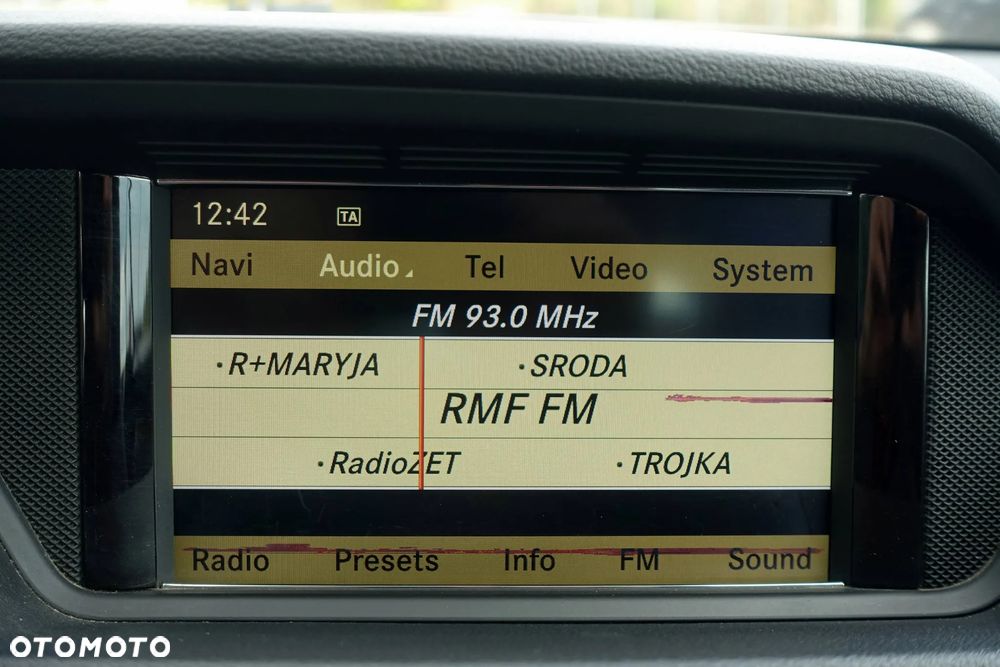 12:42 TA
Navi Audio Tel Video System
FM 93.0 MHz
·R+MARYJA ·SRODA
RMF FM
·RadioZET ·TROJKA
Radio Presets Info FM Sound
OTOMOTO